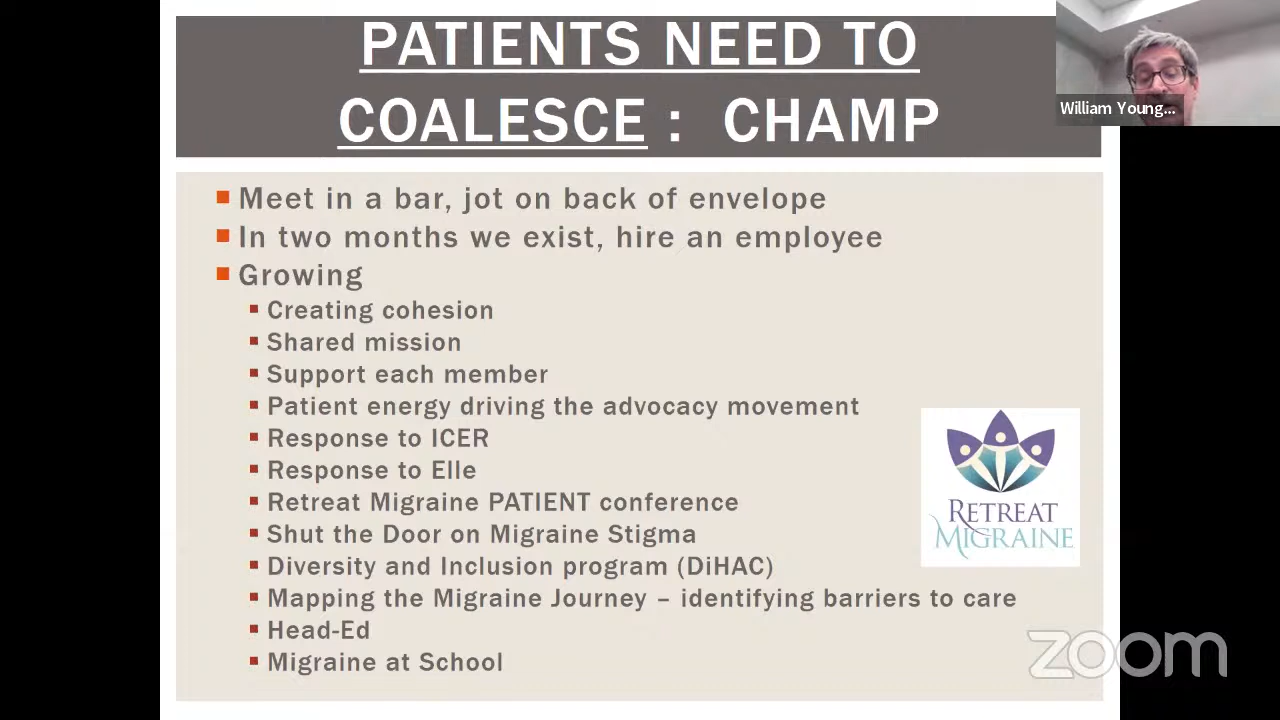 PATIENTS NEED TO
COALESCE : CHAMP
William Young...
Meet in a bar, jot on back of envelope
In two months we exist, hire an employee
Growing
Creating cohesion
Shared mission
Support each member
Patient energy driving the advocacy movement
Response to ICER
Response to Elle
Retreat Migraine PATIENT conference
Shut the Door on Migraine Stigma
Diversity and Inclusion program (DiHAC)
Mapping the Migraine Journey – identifying barriers to care
Head-Ed
Migraine at School
RETREAT
MIGRAINE
zoom